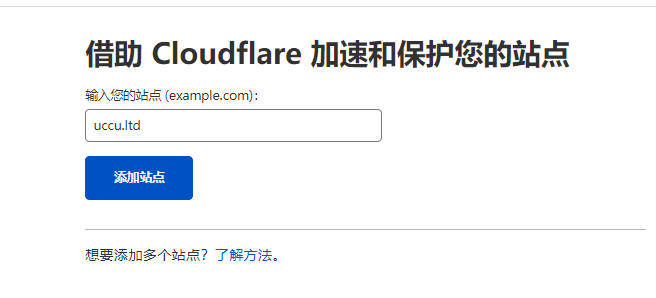 借助 Cloudflare 加速和保护您的站点
输入您的站点 (example.com)：
uccu.ltd
添加站点
想要添加多个站点？了解方法。